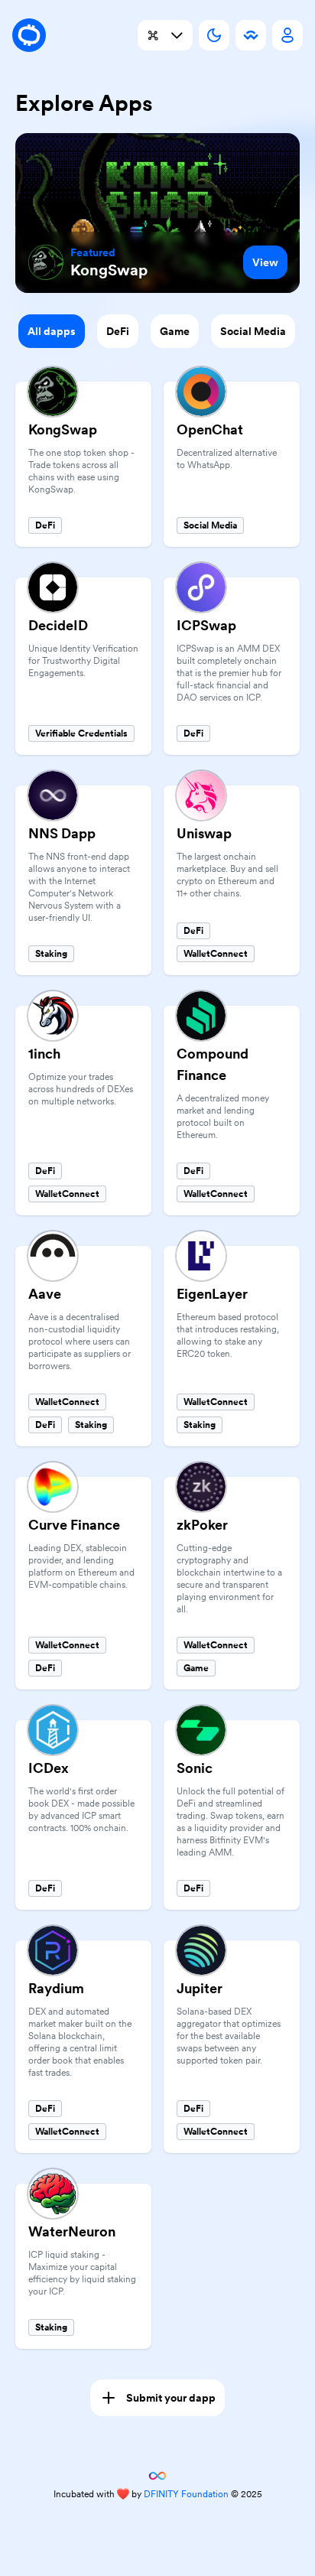 Explore Apps
KONG
SWAP
Featured
KongSwap
View
All dapps
DeFi
Game
Social Media
KongSwap
The one stop token shop -
Trade tokens across all
chains with ease using
KongSwap.
DeFi
OpenChat
Decentralized alternative
to WhatsApp.
Social Media
DecideID
Unique Identity Verification
for Trustworthy Digital
Engagements.
Verifiable Credentials
ICPSwap
ICPSwap is an AMM DEX
built completely onchain
that is the premier hub for
full-stack financial and
DAO services on ICP.
DeFi
NNS Dapp
The NNS front-end dapp
allows anyone to interact
with the Internet
Computer's Network
Nervous System with a
user-friendly UI.
Staking
Uniswap
The largest onchain
marketplace. Buy and sell
crypto on Ethereum and
11+ other chains.
DeFi
WalletConnect
1inch
Optimize your trades
across hundreds of DEXes
on multiple networks.
DeFi
WalletConnect
Compound
Finance
A decentralized money
market and lending
protocol built on
Ethereum.
DeFi
WalletConnect
Aave
Aave is a decentralised
non-custodial liquidity
protocol where users can
participate as suppliers or
borrowers.
WalletConnect
DeFi
Staking
EigenLayer
Ethereum based protocol
that introduces restaking,
allowing to stake any
ERC20 token.
WalletConnect
Staking
Curve Finance
Leading DEX, stablecoin
provider, and lending
platform on Ethereum and
EVM-compatible chains.
WalletConnect
DeFi
zk
zkPoker
Cutting-edge
cryptography and
blockchain intertwine to a
secure and transparent
playing environment for
all.
WalletConnect
Game
ICDex
The world's first order
book DEX - made possible
by advanced ICP smart
contracts. 100% onchain.
DeFi
Sonic
Unlock the full potential of
DeFi and streamlined
trading. Swap tokens, earn
as a liquidity provider and
harness Bitfinity EVM's
leading AMM.
DeFi
Raydium
DEX and automated
market maker built on the
Solana blockchain,
offering a central limit
order book that enables
fast trades.
DeFi
WalletConnect
Jupiter
Solana-based DEX
aggregator that optimizes
for the best available
swaps between any
supported token pair.
DeFi
WalletConnect
WaterNeuron
ICP liquid staking -
Maximize your capital
efficiency by liquid staking
your ICP.
Staking
Submit your dapp
Incubated with ❤️ by DFINITY Foundation © 2025